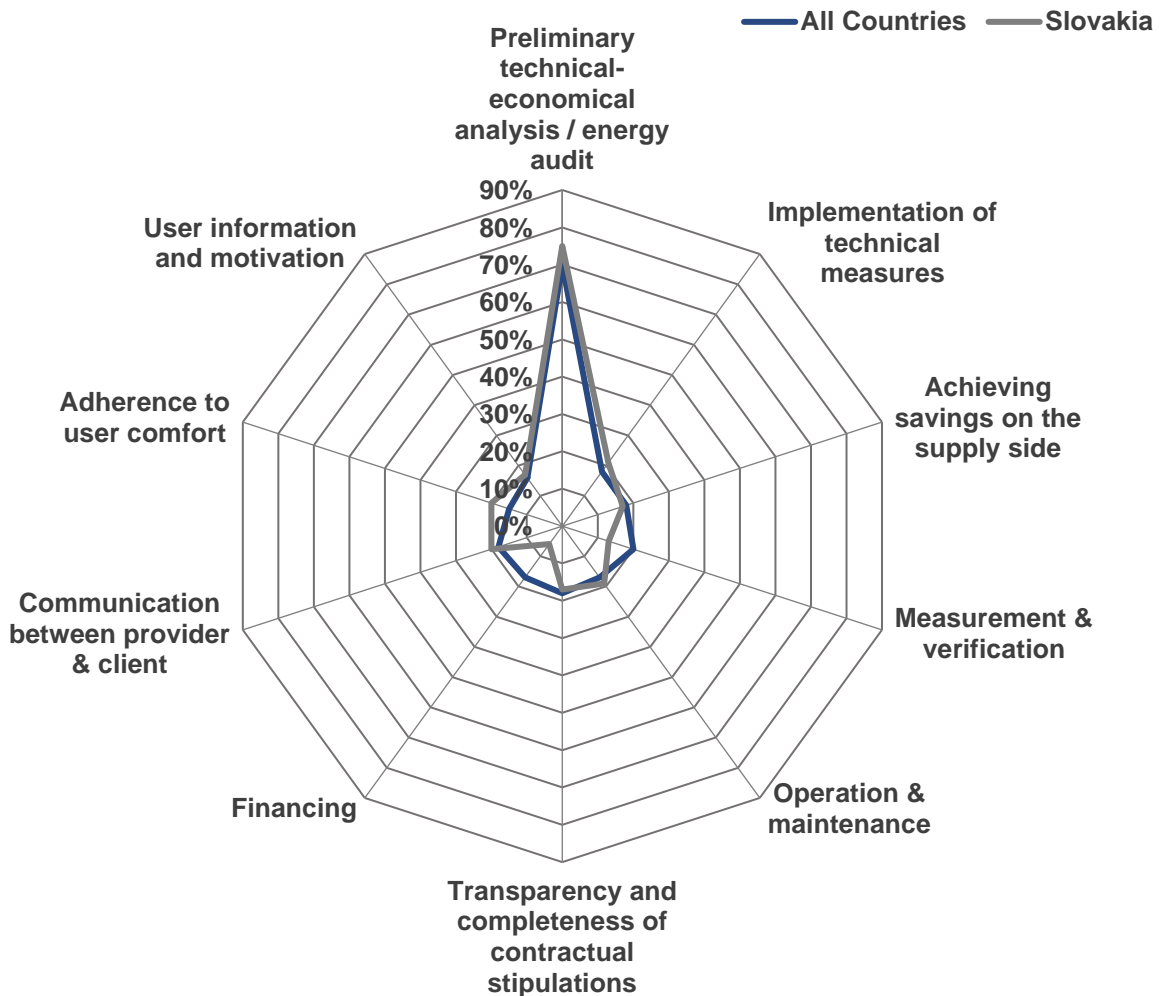 All Countries
Slovakia
Preliminary
technical-
economical
analysis / energy
audit
90%
80%
70%
60%
50%
40%
30%
20%
10%
0%
Implementation of
technical
measures
Achieving
savings on the
supply side
Measurement &
verification
Operation &
maintenance
Transparency and
completeness of
contractual
stipulations
Financing
Communication
between provider
& client
Adherence to
user comfort
User information
and motivation